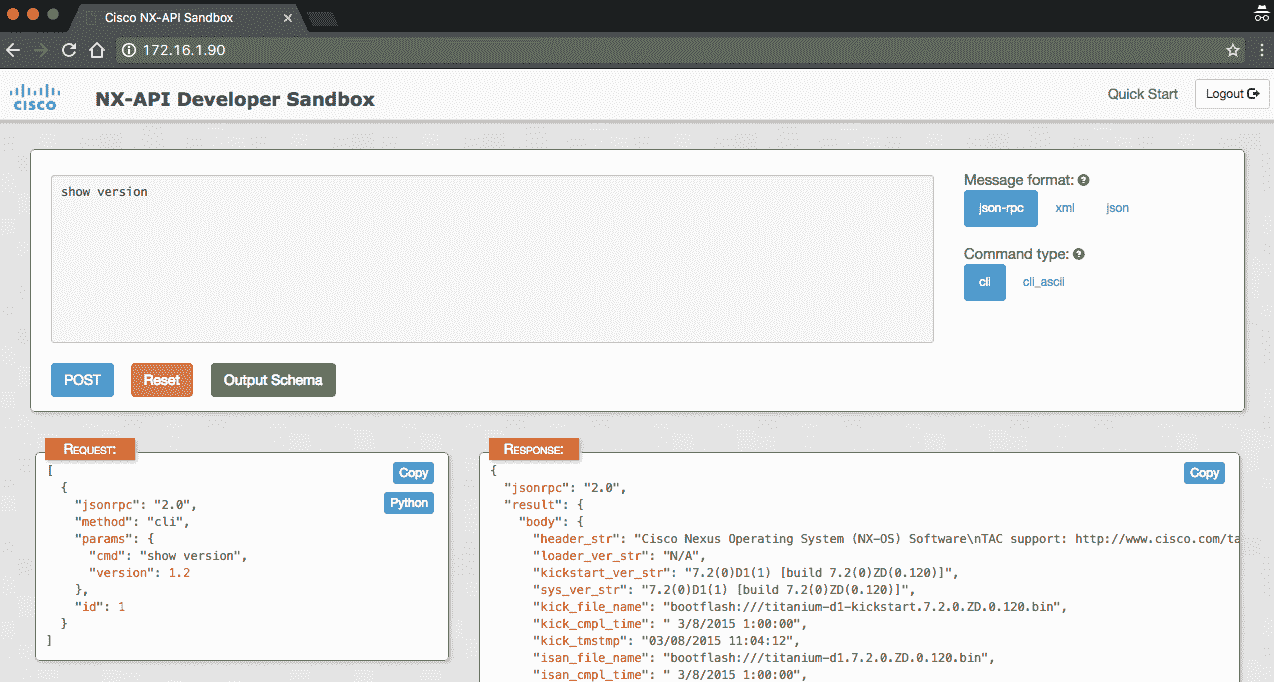 Cisco NX-API Sandbox
172.16.1.90
CISCO
NX-API Developer Sandbox
Quick Start
Logout
show version
Message format:
json-rpc xml json
Command type:
cli cli_ascii
POST Reset Output Schema
REQUEST:
Copy
Python
[
  {
    "jsonrpc": "2.0",
    "method": "cli",
    "params": {
      "cmd": "show version",
      "version": 1.2
    },
    "id": 1
  }
]
RESPONSE:
Copy
{
  "jsonrpc": "2.0",
  "result": {
    "body": {
      "header_str": "Cisco Nexus Operating System (NX-OS) Software\nTAC support: http://www.cisco.com/ta
      "loader_ver_str": "N/A",
      "kickstart_ver_str": "7.2(0)D1(1) [build 7.2(0)ZD(0.120)]",
      "sys_ver_str": "7.2(0)D1(1) [build 7.2(0)ZD(0.120)]",
      "kick_file_name": "bootflash:///titanium-d1-kickstart.7.2.0.ZD.0.120.bin",
      "kick_cmpl_time": " 3/8/2015 1:00:00",
      "kick_tmstmp": "03/08/2015 11:04:12",
      "isan_file_name": "bootflash:///titanium-d1.7.2.0.ZD.0.120.bin",
      "isan_cmpl_time": " 3/8/2015 1:00:00",